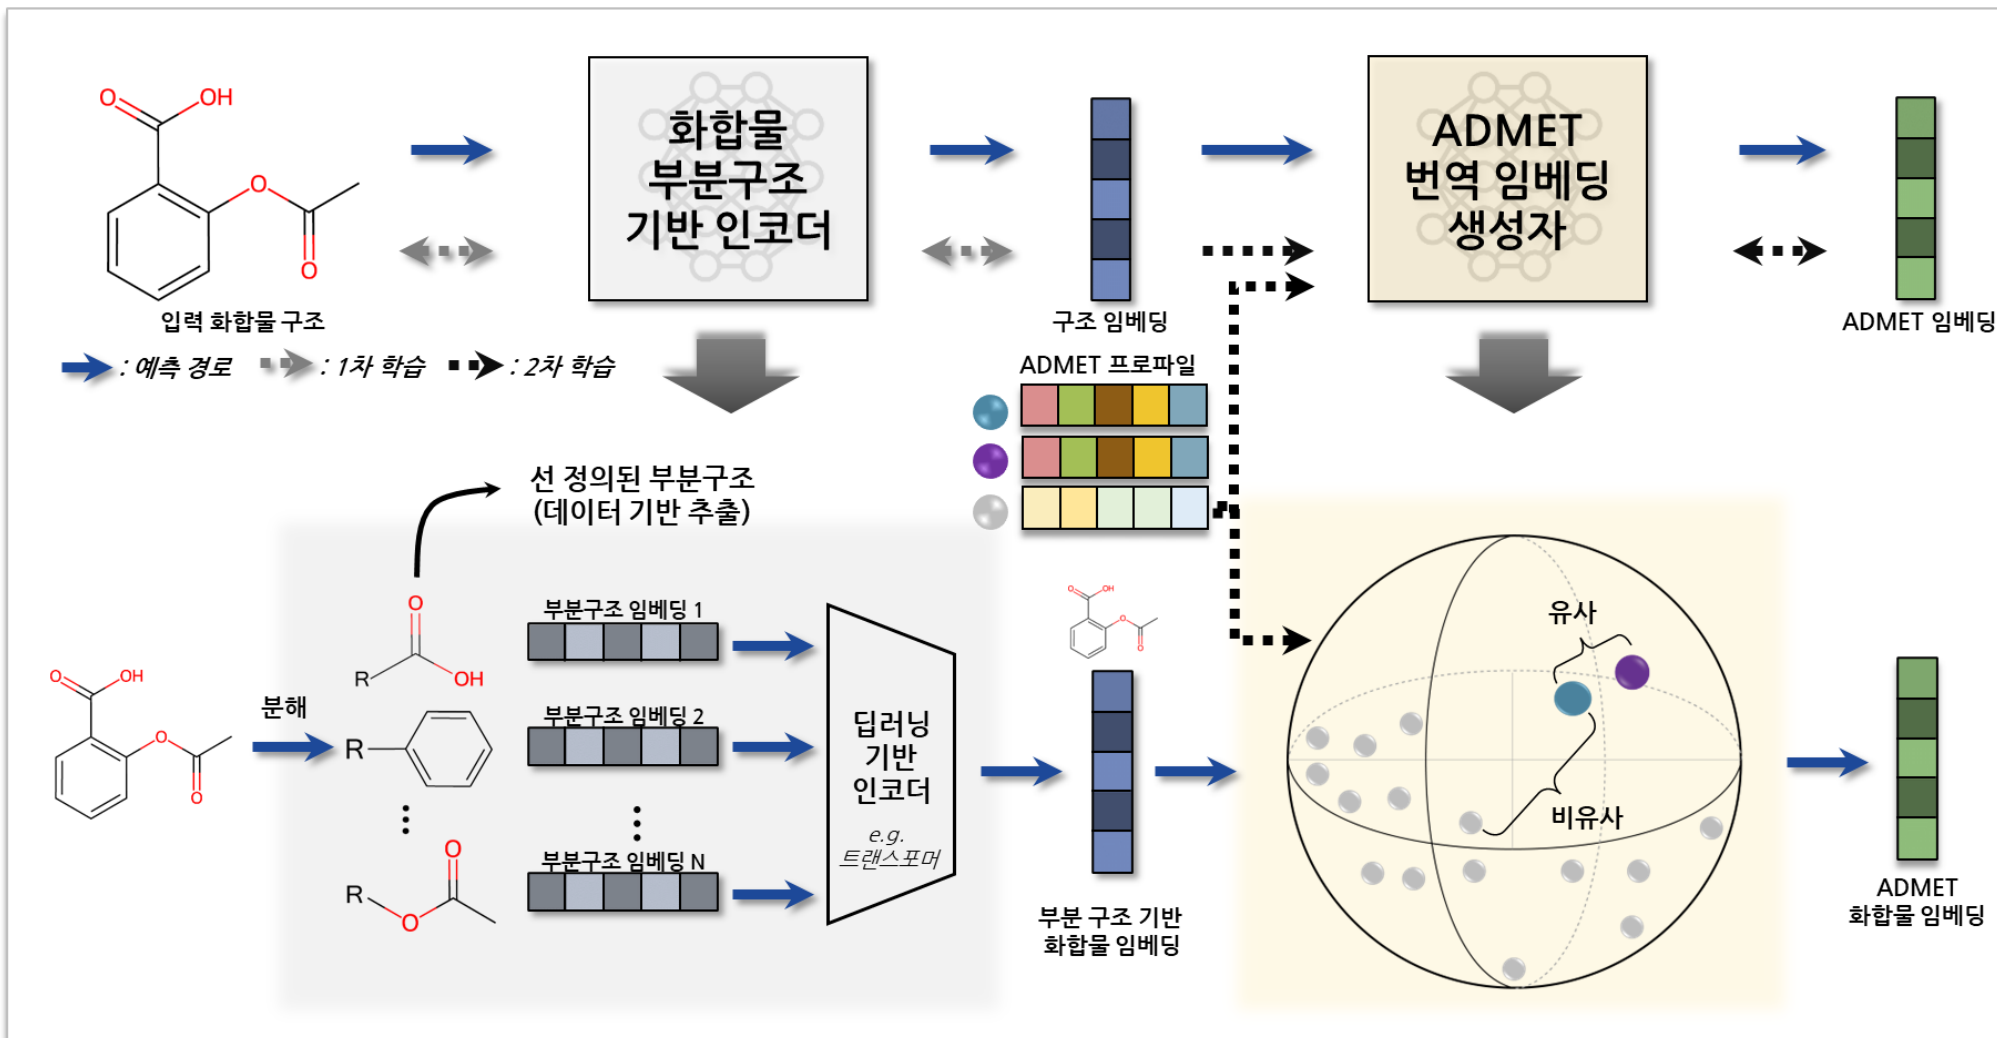 화합물
부분구조
기반 인코더
ADMET
번역 임베딩
생성자
O
OH
O
O
입력 화합물 구조
구조 임베딩
ADMET 임베딩
: 예측 경로
: 1차 학습
: 2차 학습
ADMET 프로파일
선 정의된 부분구조
(데이터 기반 추출)
O
R
OH
부분구조 임베딩 1
O
OH
O
O
유사
O
OH
O
O
분해
R
부분구조 임베딩 2
딥러닝
기반
인코더
e.g.
트랜스포머
비유사
O
R
O
부분구조 임베딩 N
부분 구조 기반
화합물 임베딩
ADMET
화합물 임베딩